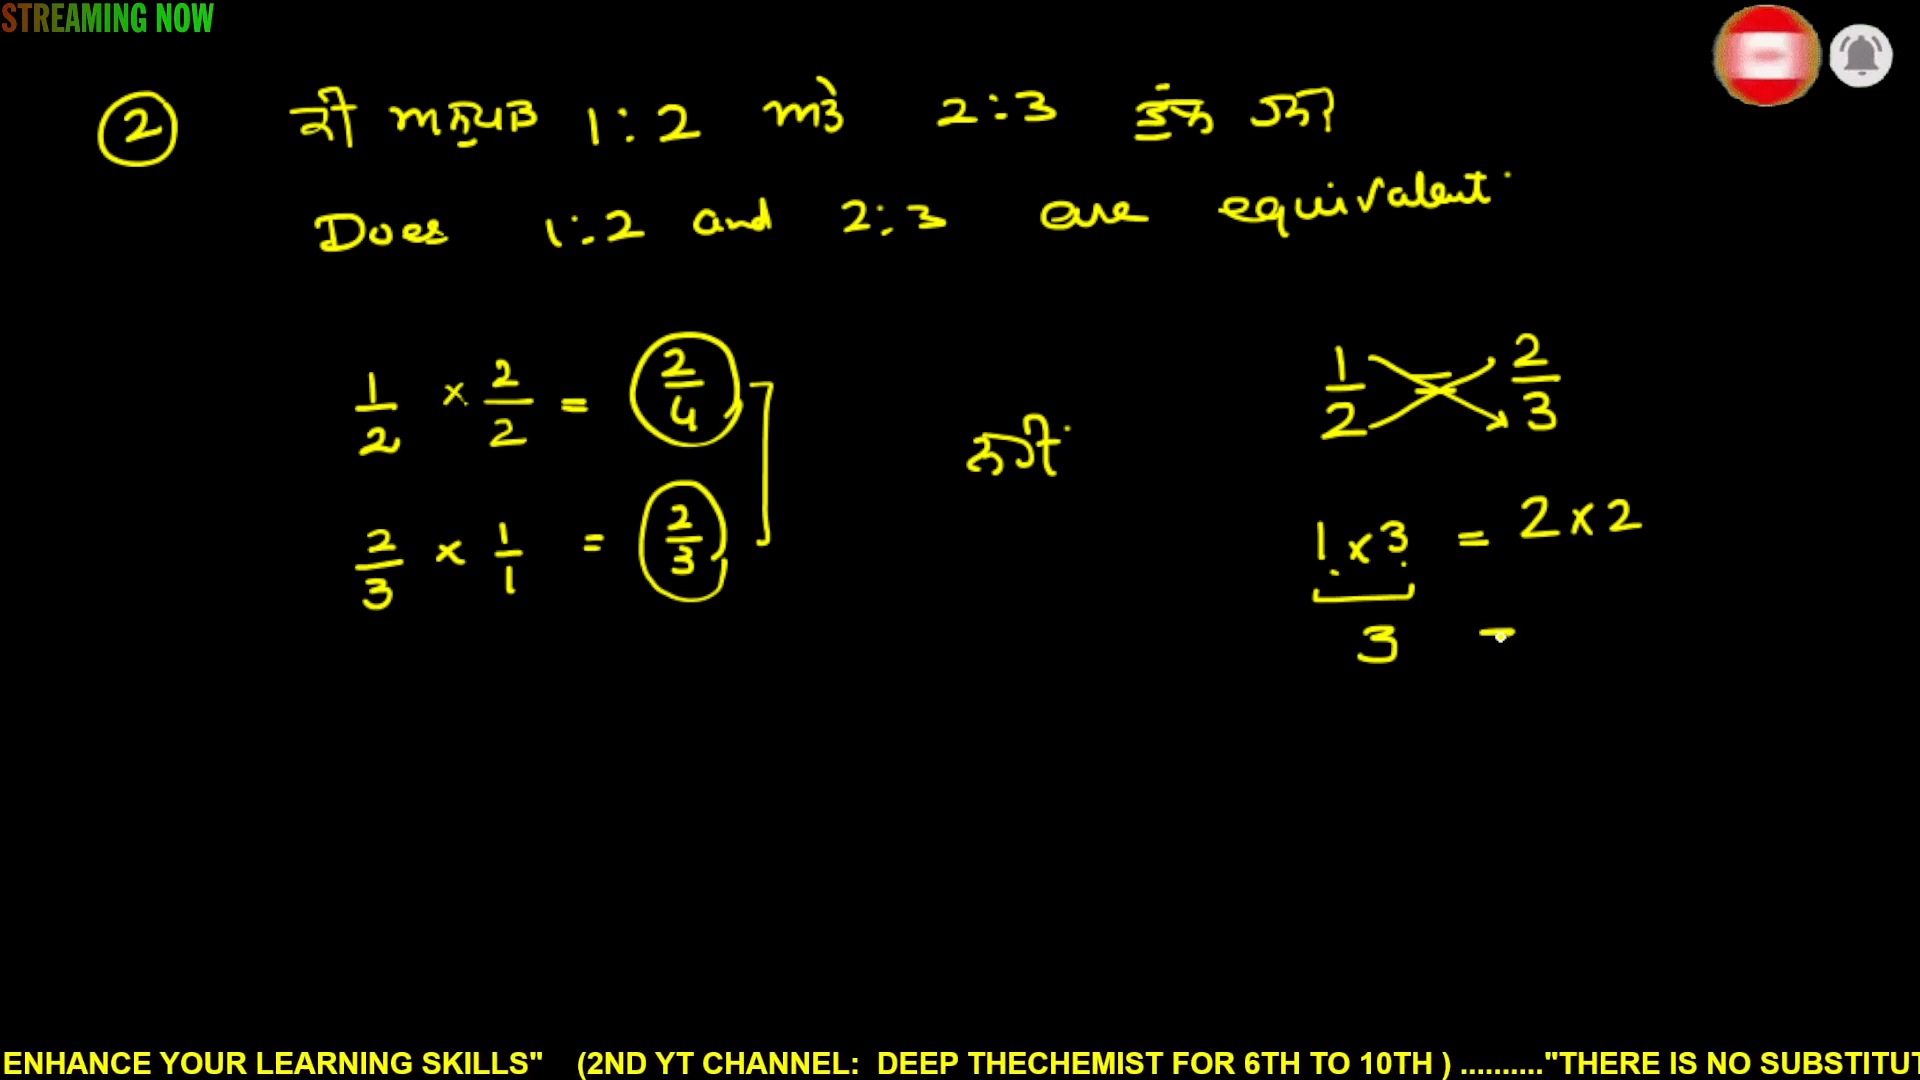 STREAMING NOW
② ਕੀ ਅਨੁਪਾਤ 1:2 ਅਤੇ 2:3 ਤੁੱਲ ਹਨ?
Does 1:2 and 2:3 are equivalent.
1/2 × 2/2 = 2/4
2/3 × 1/1 = 2/3
ਨਹੀਂ
1/2 = 2/3
1 × 3 = 2 × 2
3 -
ENHANCE YOUR LEARNING SKILLS" (2ND YT CHANNEL: DEEP THECHEMIST FOR 6TH TO 10TH ) .........."THERE IS NO SUBSTITUT